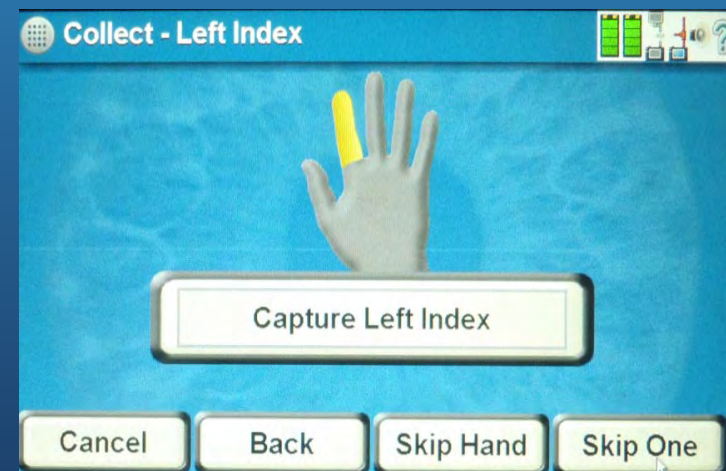 Collect - Left Index
?
Capture Left Index
Cancel
Back
Skip Hand
Skip One